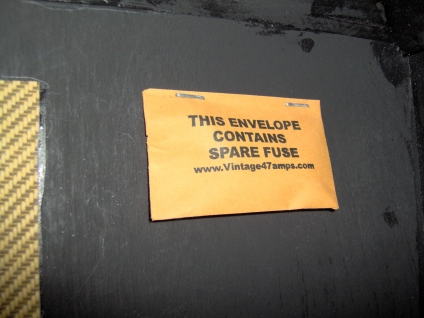 THIS ENVELOPE
CONTAINS
SPARE FUSE
www.Vintage47amps.com